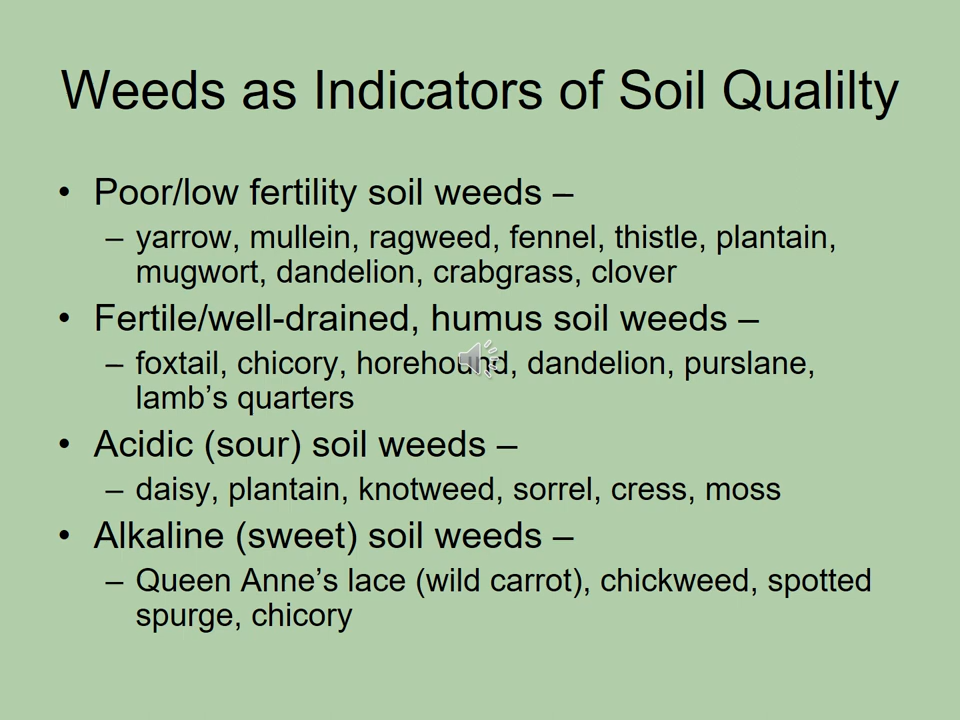 Weeds as Indicators of Soil Qualilty
• Poor/low fertility soil weeds –
– yarrow, mullein, ragweed, fennel, thistle, plantain,
mugwort, dandelion, crabgrass, clover
• Fertile/well-drained, humus soil weeds –
– foxtail, chicory, horehound, dandelion, purslane,
lamb’s quarters
• Acidic (sour) soil weeds –
– daisy, plantain, knotweed, sorrel, cress, moss
• Alkaline (sweet) soil weeds –
– Queen Anne’s lace (wild carrot), chickweed, spotted
spurge, chicory